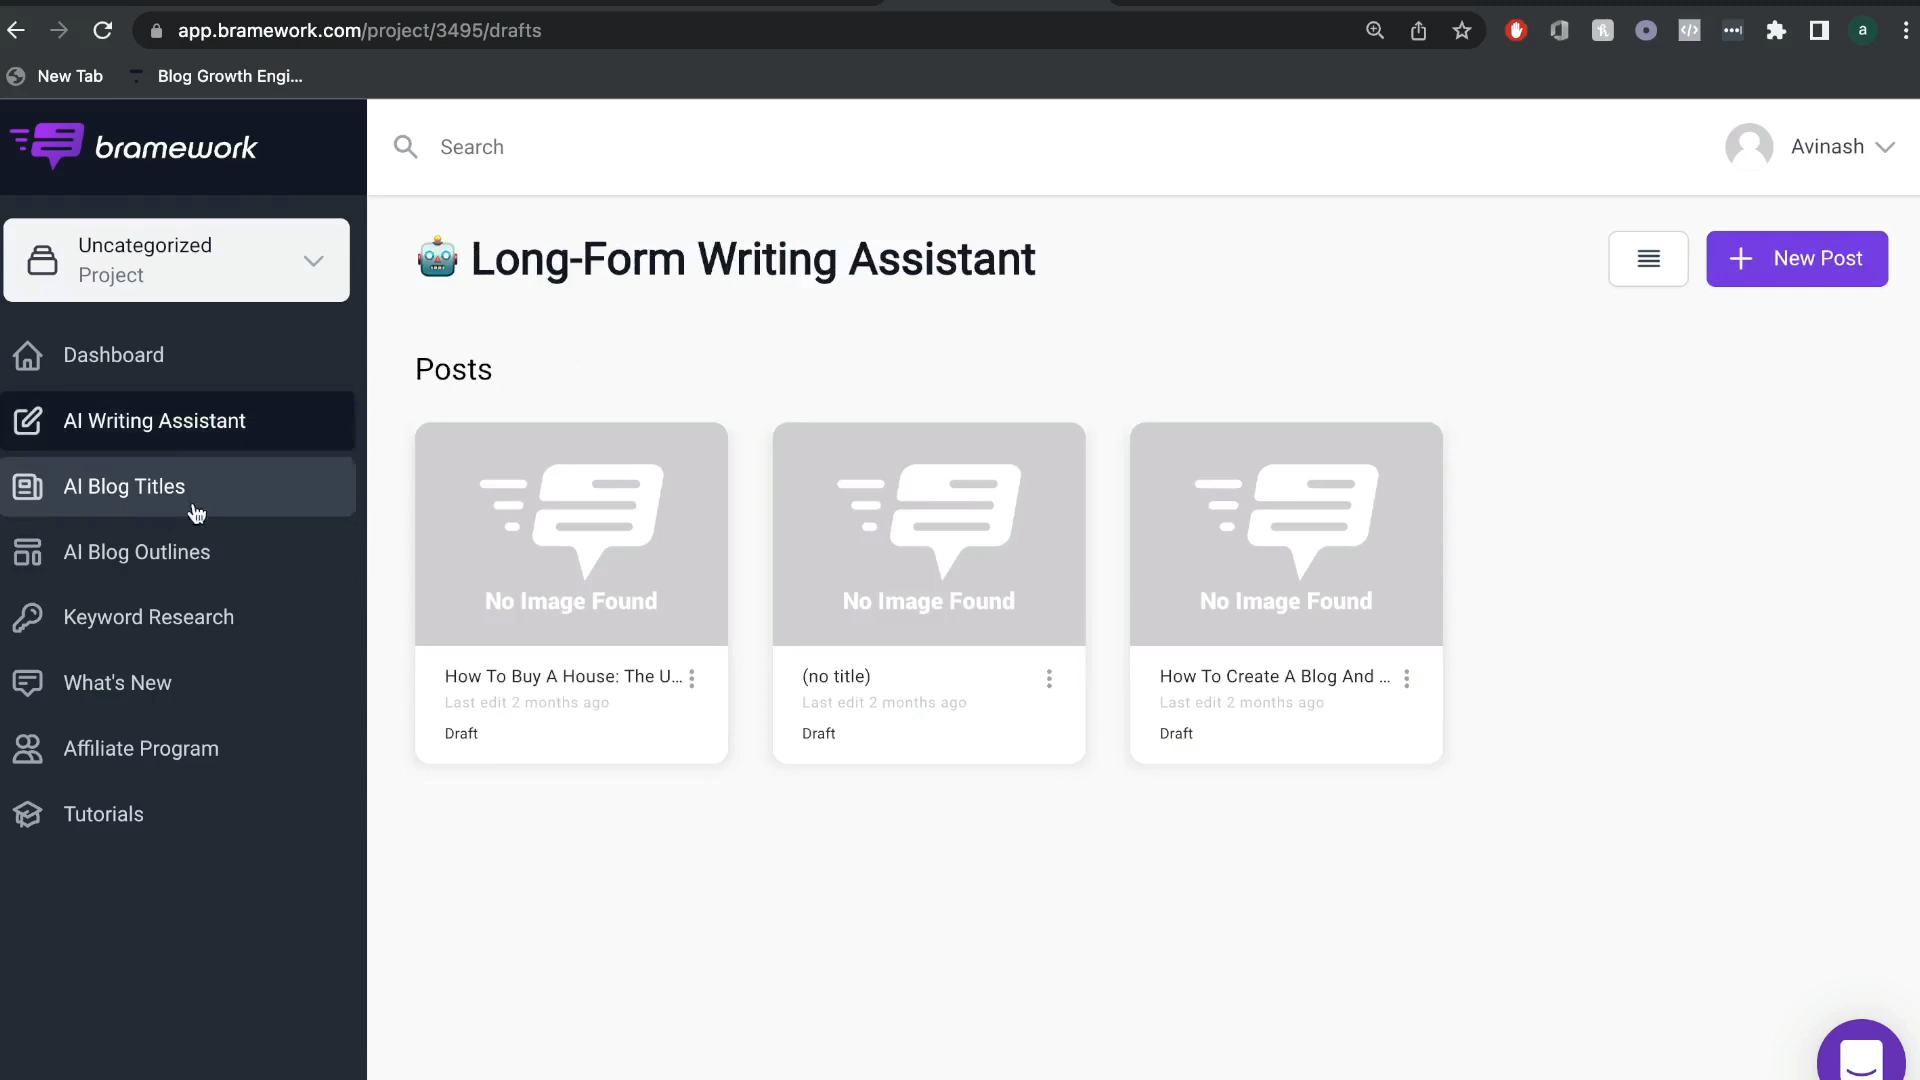 app.bramework.com/project/3495/drafts
a
New Tab
Blog Growth Engi...
bramework
Search
Avinash
Uncategorized
Project
Long-Form Writing Assistant
New Post
Dashboard
AI Writing Assistant
AI Blog Titles
AI Blog Outlines
Keyword Research
What's New
Affiliate Program
Tutorials
Posts
No Image Found
No Image Found
No Image Found
How To Buy A House: The U...
(no title)
How To Create A Blog And ...
Last edit 2 months ago
Last edit 2 months ago
Last edit 2 months ago
Draft
Draft
Draft